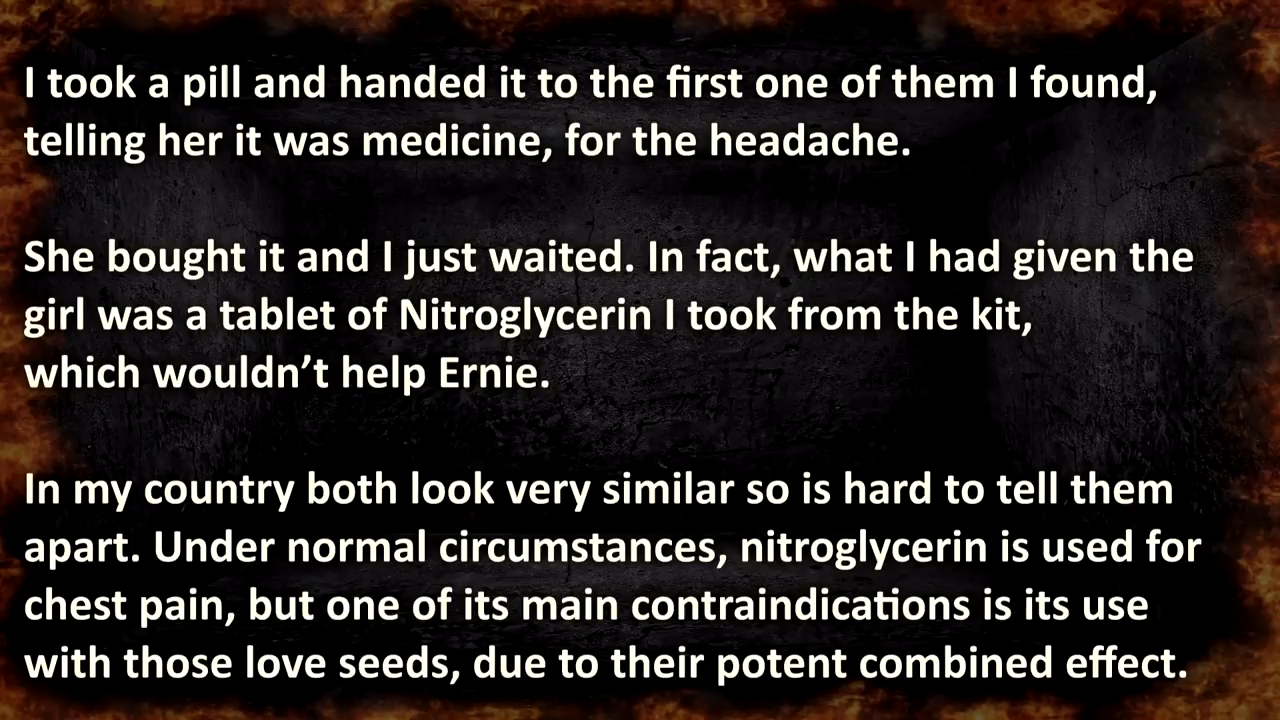 I took a pill and handed it to the first one of them I found,
telling her it was medicine, for the headache.
She bought it and I just waited. In fact, what I had given the
girl was a tablet of Nitroglycerin I took from the kit,
which wouldn’t help Ernie.
In my country both look very similar so is hard to tell them
apart. Under normal circumstances, nitroglycerin is used for
chest pain, but one of its main contraindications is its use
with those love seeds, due to their potent combined effect.